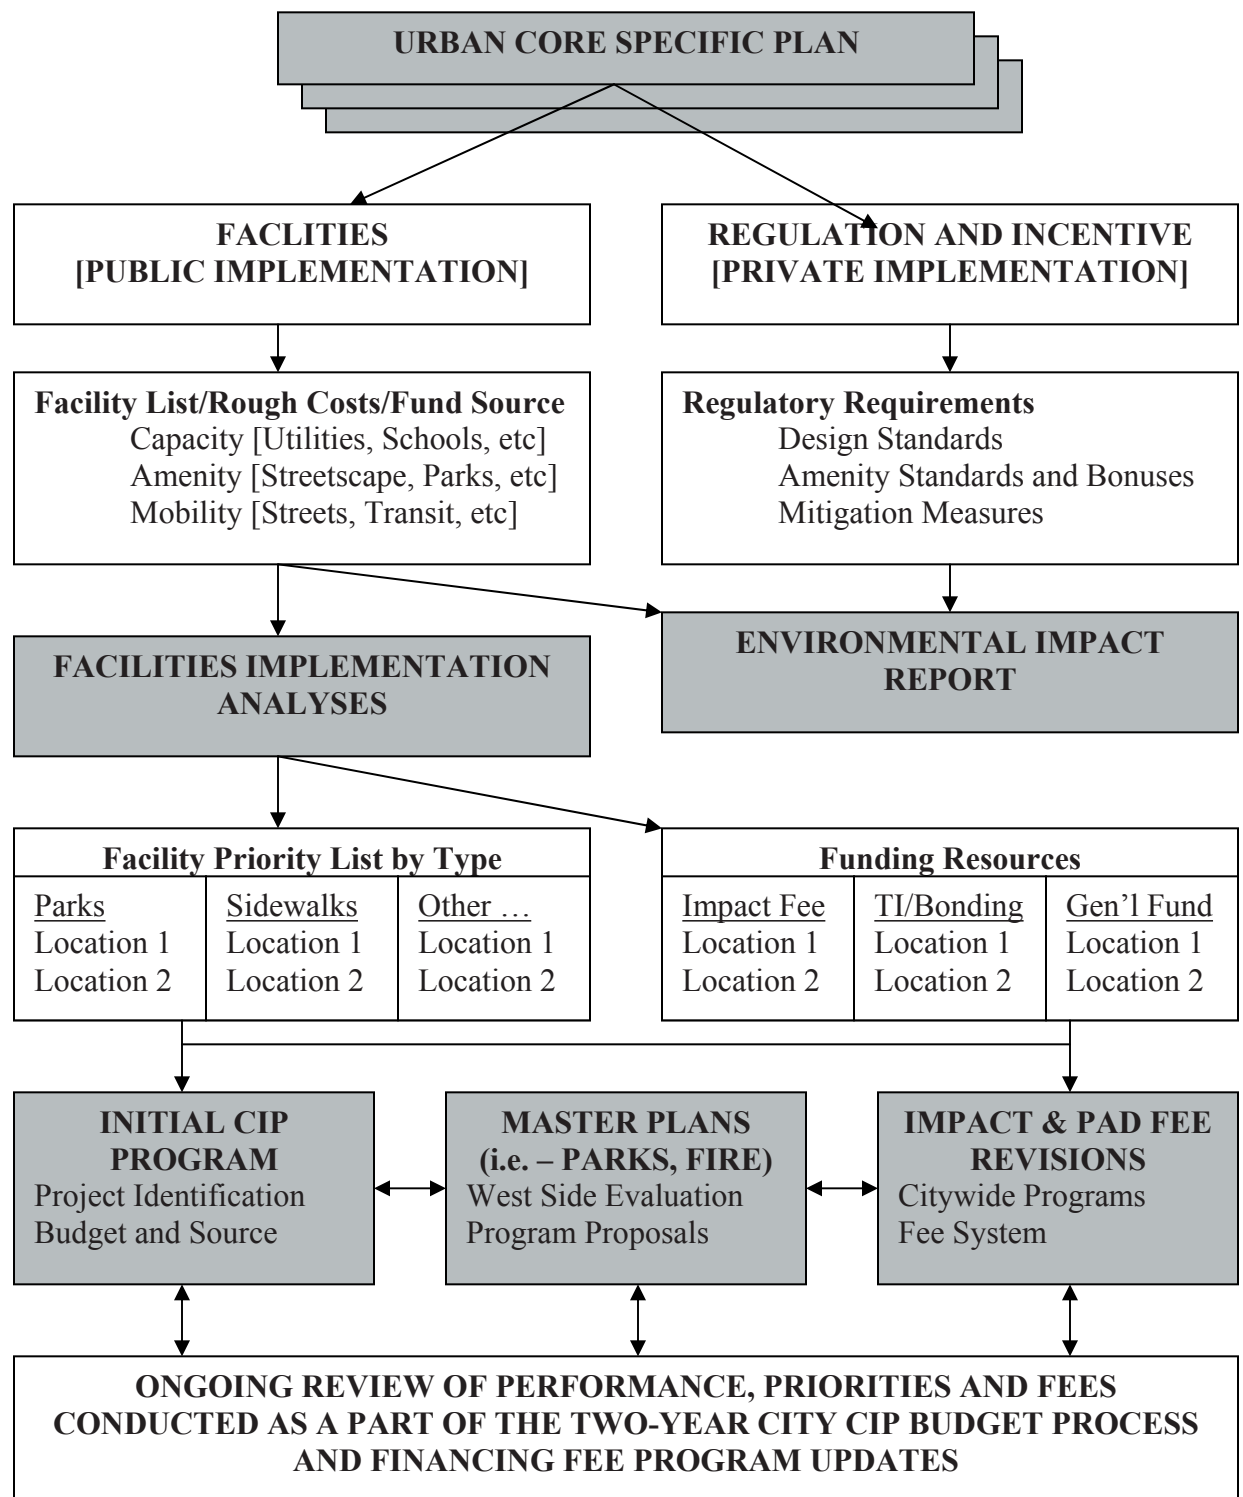 URBAN CORE SPECIFIC PLAN
FACLITIES
[PUBLIC IMPLEMENTATION]
REGULATION AND INCENTIVE
[PRIVATE IMPLEMENTATION]
Facility List/Rough Costs/Fund Source
Capacity [Utilities, Schools, etc]
Amenity [Streetscape, Parks, etc]
Mobility [Streets, Transit, etc]
Regulatory Requirements
Design Standards
Amenity Standards and Bonuses
Mitigation Measures
FACILITIES IMPLEMENTATION
ANALYSES
ENVIRONMENTAL IMPACT
REPORT
Facility Priority List by Type
Parks
Location 1
Location 2
Sidewalks
Location 1
Location 2
Other …
Location 1
Location 2
Funding Resources
Impact Fee
Location 1
Location 2
TI/Bonding
Location 1
Location 2
Gen'l Fund
Location 1
Location 2
INITIAL CIP
PROGRAM
Project Identification
Budget and Source
MASTER PLANS
(i.e. – PARKS, FIRE)
West Side Evaluation
Program Proposals
IMPACT & PAD FEE
REVISIONS
Citywide Programs
Fee System
ONGOING REVIEW OF PERFORMANCE, PRIORITIES AND FEES
CONDUCTED AS A PART OF THE TWO-YEAR CITY CIP BUDGET PROCESS
AND FINANCING FEE PROGRAM UPDATES